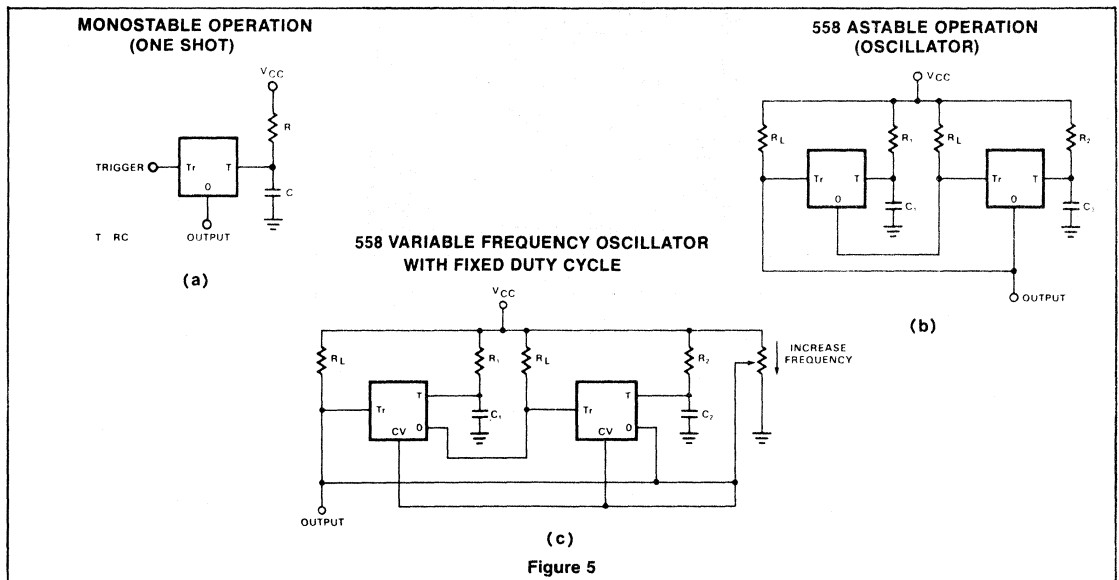 MONOSTABLE OPERATION
(ONE SHOT)
VCC
R
TRIGGER
Tr
T
O
C
OUTPUT
T RC
(a)
558 ASTABLE OPERATION
(OSCILLATOR)
VCC
RL
R1
RL
R2
Tr
T
O
C1
Tr
T
O
OUTPUT
(b)
558 VARIABLE FREQUENCY OSCILLATOR
WITH FIXED DUTY CYCLE
VCC
RL
R1
RL
R2
INCREASE
FREQUENCY
Tr
T
CV
O
C1
Tr
T
CV
O
C2
OUTPUT
(c)
Figure 5